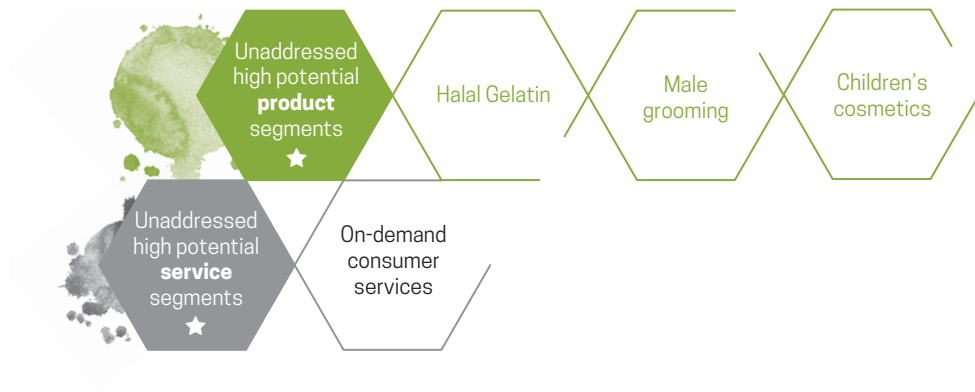 Unaddressed
high potential
product
segments
Halal Gelatin
Male
grooming
Children's
cosmetics
Unaddressed
high potential
service
segments
On-demand
consumer
services